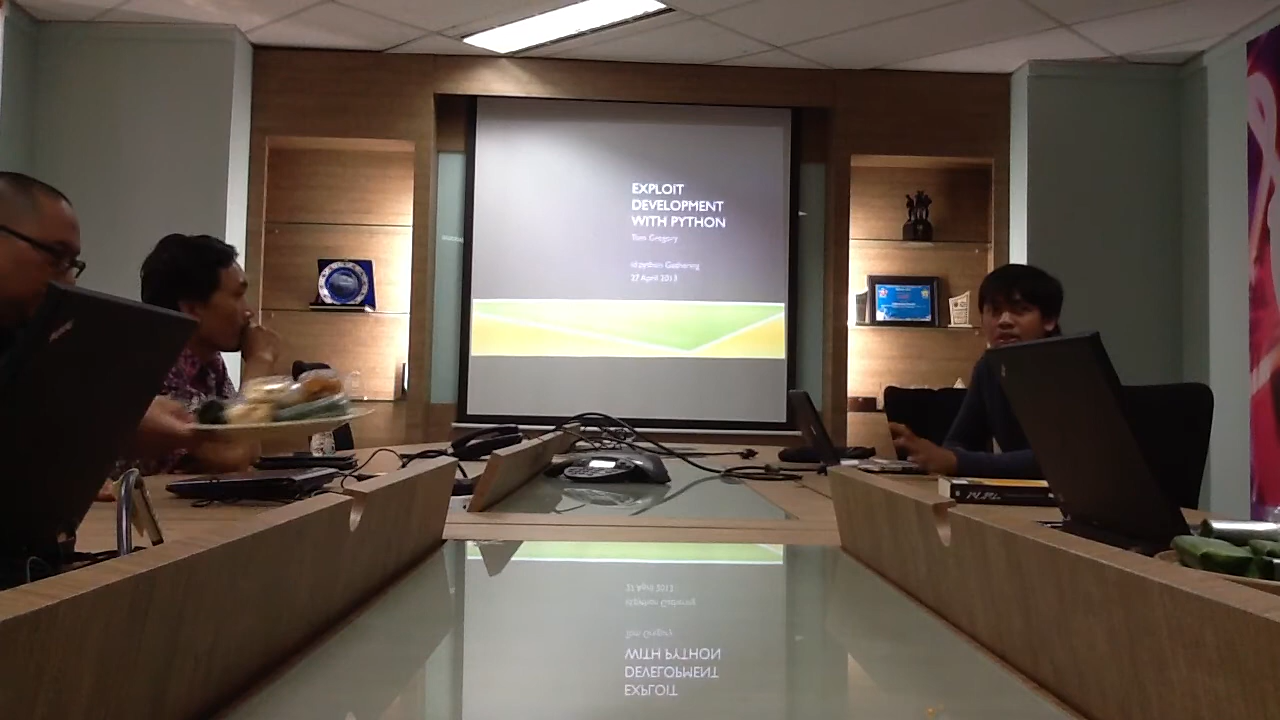 EXPLOIT
DEVELOPMENT
WITH PYTHON
Tom Gregory
id:python Gathering
27 April 2013